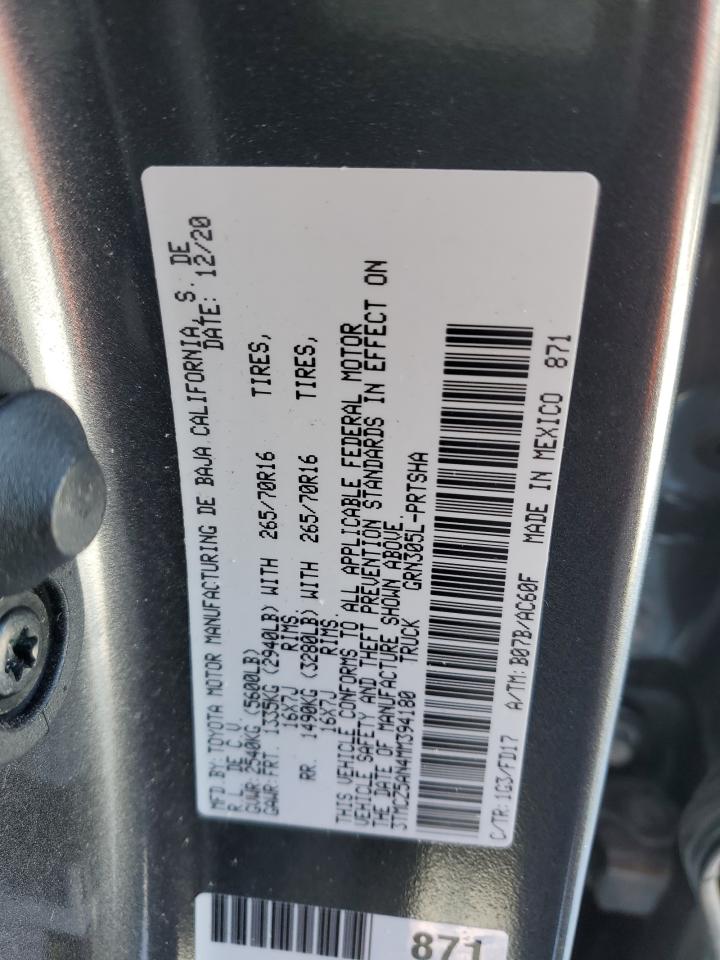 MFD BY: TOYOTA MOTOR MANUFACTURING DE BAJA CALIFORNIA, S. DE
R. L. DE C. V. DATE: 12/20
GVWR 2540KG (5600LB)
GAWR:FRT. 1335KG (2940LB) WITH 265/70R16 TIRES,
16X7J RIMS
RR. 1490KG (3280LB) WITH 265/70R16 TIRES,
16X7J RIMS.
THIS VEHICLE CONFORMS TO ALL APPLICABLE FEDERAL MOTOR
VEHICLE SAFETY AND THEFT PREVENTION STANDARDS IN EFFECT ON
THE DATE OF MANUFACTURE SHOWN ABOVE.
3TMCZ5AN4MM394180 TRUCK GRN305L-PRTSHA
C/TR: 1G3/FD17 A/TM: B07B/AC60F MADE IN MEXICO 871
871